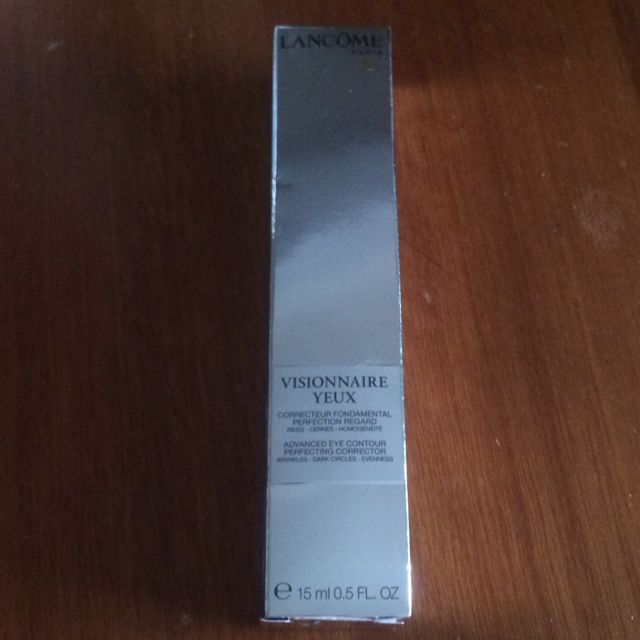 LANCÔME
PARIS
VISIONNAIRE
YEUX
CORRECTEUR FONDAMENTAL
PERFECTION REGARD
RIDES - CERNES - HOMOGÉNÉITÉ
ADVANCED EYE CONTOUR
PERFECTING CORRECTOR
WRINKLES - DARK CIRCLES - EVENNESS
℮ 15 ml 0.5 FL. OZ